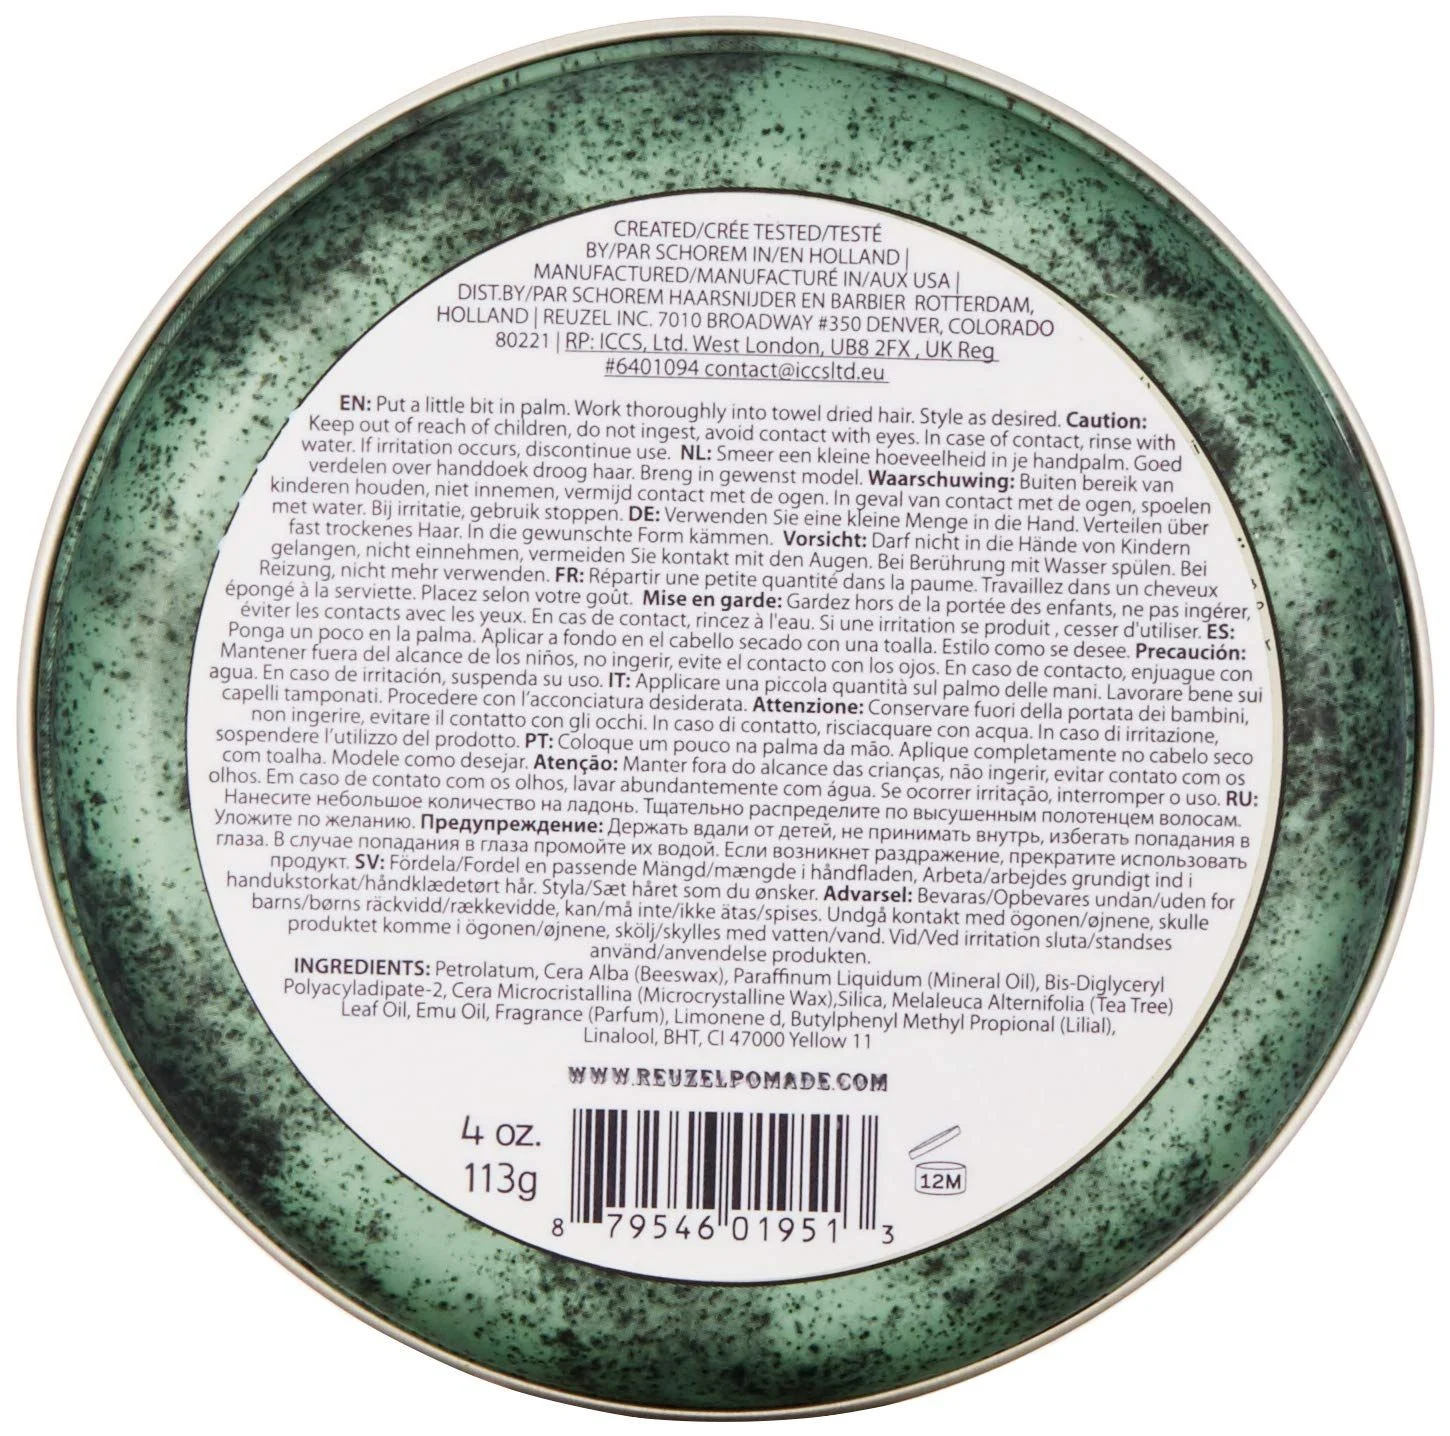 CREATED/CRÉE TESTED/TESTÉ
BY/PAR SCHOREM IN/EN HOLLAND |
MANUFACTURED/MANUFACTURÉ IN/AUX USA |
DIST.BY/PAR SCHOREM HAARSNIJDER EN BARBIER ROTTERDAM,
HOLLAND | REUZEL INC. 7010 BROADWAY #350 DENVER, COLORADO
80221 | RP: ICCS, Ltd. West London, UB8 2FX , UK Reg
#6401094 contact@iccsltd.eu
EN: Put a little bit in palm. Work thoroughly into towel dried hair. Style as desired. Caution:
Keep out of reach of children, do not ingest, avoid contact with eyes. In case of contact, rinse with
water. If irritation occurs, discontinue use. NL: Smeer een kleine hoeveelheid in je handpalm. Goed
verdelen over handdoek droog haar. Breng in gewenst model. Waarschuwing: Buiten bereik van
kinderen houden, niet innemen, vermijd contact met de ogen. In geval van contact met de ogen, spoelen
met water. Bij irritatie, gebruik stoppen. DE: Verwenden Sie eine kleine Menge in die Hand. Verteilen über
fast trockenes Haar. In die gewunschte Form kämmen. Vorsicht: Darf nicht in die Hände von Kindern
gelangen, nicht einnehmen, vermeiden Sie kontakt mit den Augen. Bei Berührung mit Wasser spülen. Bei
Reizung, nicht mehr verwenden. FR: Répartir une petite quantité dans la paume. Travaillez dans un cheveux
épongé à la serviette. Placez selon votre goût. Mise en garde: Gardez hors de la portée des enfants, ne pas ingérer,
éviter les contacts avec les yeux. En cas de contact, rincez à l'eau. Si une irritation se produit , cesser d'utiliser. ES:
Ponga un poco en la palma. Aplicar a fondo en el cabello secado con una toalla. Estilo como se desee. Precaución:
Mantener fuera del alcance de los niños, no ingerir, evite el contacto con los ojos. En caso de contacto, enjuague con
agua. En caso de irritación, suspenda su uso. IT: Applicare una piccola quantità sul palmo delle mani. Lavorare bene sui
capelli tamponati. Procedere con l'acconciatura desiderata. Attenzione: Conservare fuori della portata dei bambini,
non ingerire, evitare il contatto con gli occhi. In caso di contatto, risciacquare con acqua. In caso di irritazione,
sospendere l'utilizzo del prodotto. PT: Coloque um pouco na palma da mão. Aplique completamente no cabelo seco
com toalha. Modele como desejar. Atenção: Manter fora do alcance das crianças, não ingerir, evitar contato com os
olhos. Em caso de contato com os olhos, lavar abundantemente com água. Se ocorrer irritação, interromper o uso. RU:
Нанесите небольшое количество на ладонь. Тщательно распределите по высушенным полотенцем волосам.
Уложите по желанию. Предупреждение: Держать вдали от детей, не принимать внутрь, избегать попадания в
глаза. В случае попадания в глаза промойте их водой. Если возникнет раздражение, прекратите использовать
продукт. SV: Fördela/Fordel en passende Mängd/mængde i håndfladen, Arbeta/arbejdes grundigt ind i
handukstorkat/håndklædetørt hår. Styla/Sæt håret som du ønsker. Advarsel: Bevaras/Opbevares undan/uden for
barns/børns räckvidd/rækkevidde, kan/må inte/ikke ätas/spises. Undgå kontakt med ögonen/øjnene, skulle
produktet komme i ögonen/øjnene, skölj/skylles med vatten/vand. Vid/Ved irritation sluta/standses
använd/anvendelse produkten.
INGREDIENTS: Petrolatum, Cera Alba (Beeswax), Paraffinum Liquidum (Mineral Oil), Bis-Diglyceryl
Polyacyladipate-2, Cera Microcristallina (Microcrystalline Wax),Silica, Melaleuca Alternifolia (Tea Tree)
Leaf Oil, Emu Oil, Fragrance (Parfum), Limonene d, Butylphenyl Methyl Propional (Lilial),
Linalool, BHT, CI 47000 Yellow 11
WWW.REUZELPOMADE.COM
4 oz.
113g
12M
8 79546 01951 3